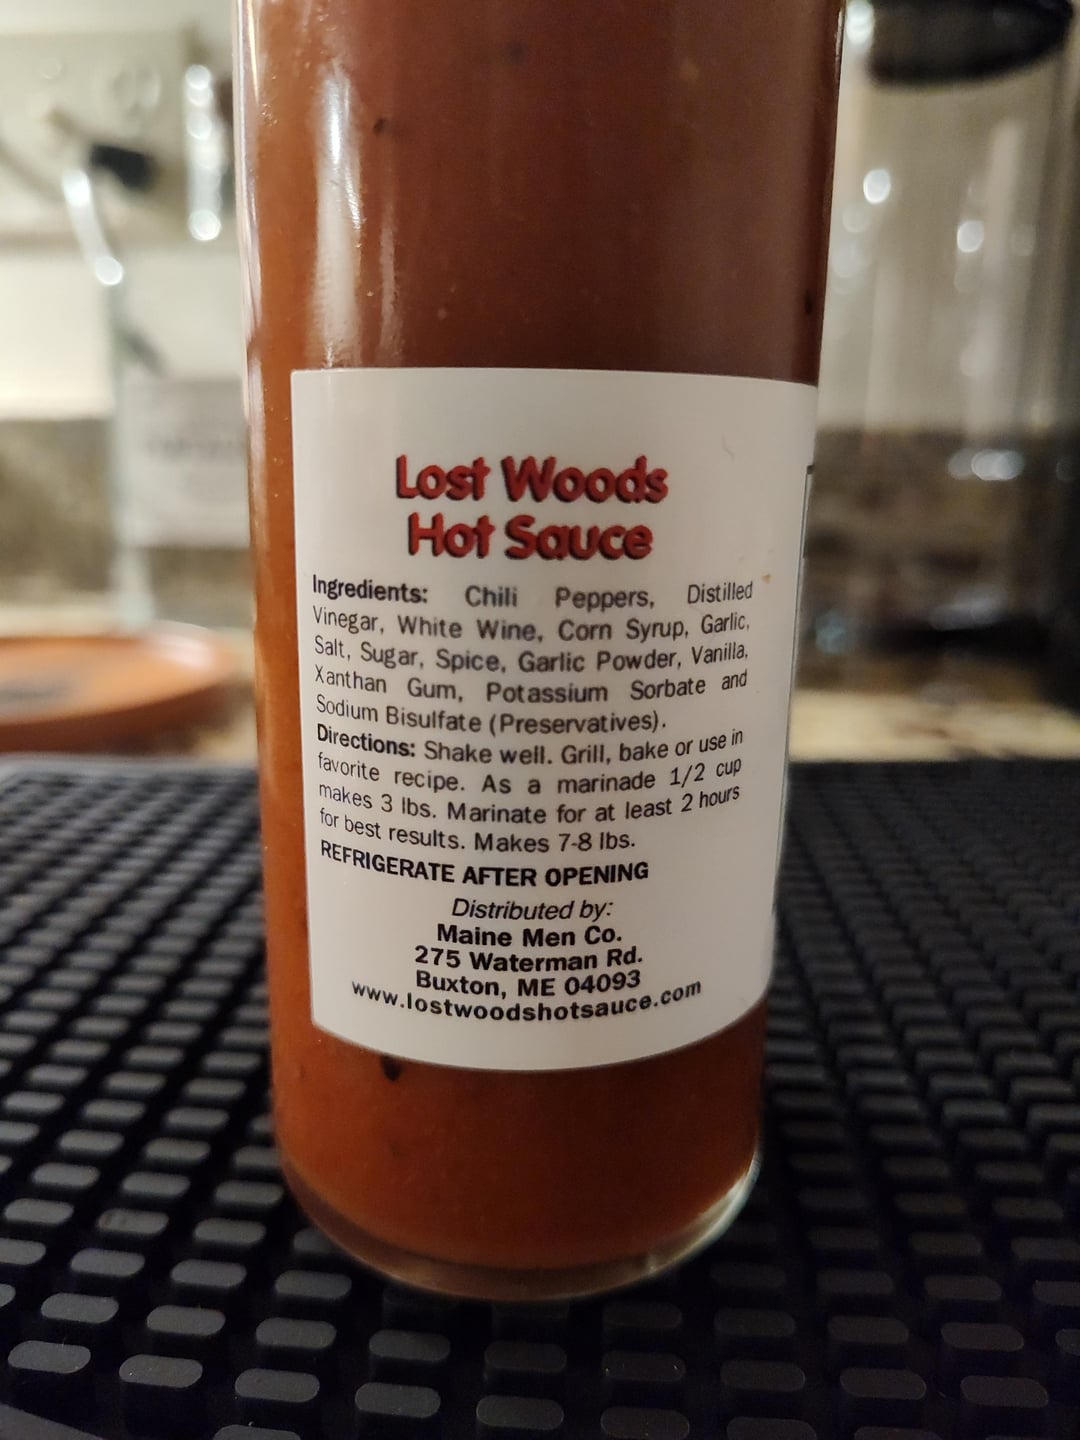 Lost Woods
Hot Sauce
Ingredients: Chili Peppers, Distilled
Vinegar, White Wine, Corn Syrup, Garlic,
Salt, Sugar, Spice, Garlic Powder, Vanilla,
Xanthan Gum, Potassium Sorbate and
Sodium Bisulfate (Preservatives).
Directions: Shake well. Grill, bake or use in
favorite recipe. As a marinade 1/2 cup
makes 3 lbs. Marinate for at least 2 hours
for best results. Makes 7-8 lbs.
REFRIGERATE AFTER OPENING
Distributed by:
Maine Men Co.
275 Waterman Rd.
Buxton, ME 04093
www.lostwoodshotsauce.com